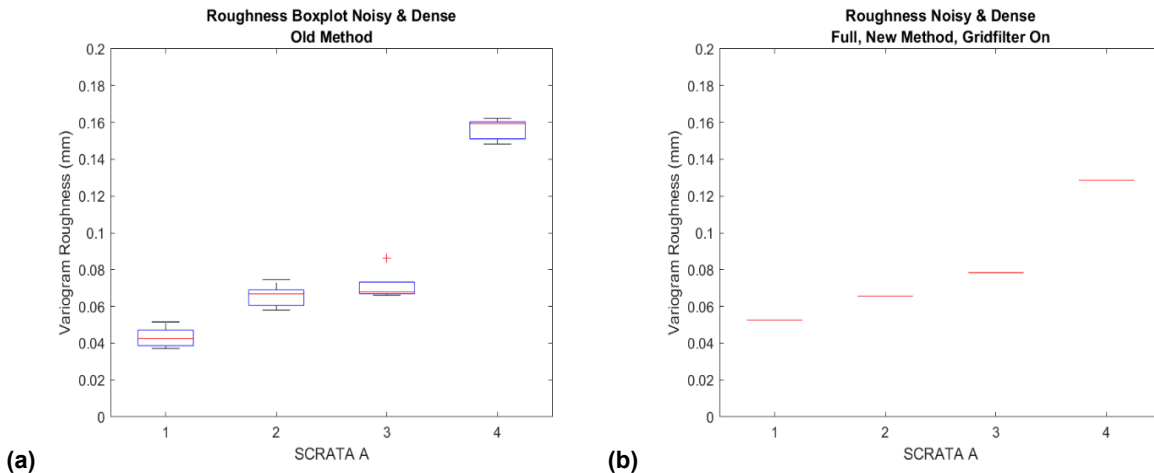 Roughness Boxplot Noisy & Dense
Old Method
0.2
0.18
0.16
0.14
0.12
0.1
0.08
0.06
0.04
0.02
0
Variogram Roughness (mm)
1 2 3 4
SCRATA A
(a)
Roughness Noisy & Dense
Full, New Method, Gridfilter On
0.2
0.18
0.16
0.14
0.12
0.1
0.08
0.06
0.04
0.02
0
Variogram Roughness (mm)
1 2 3 4
SCRATA A
(b)